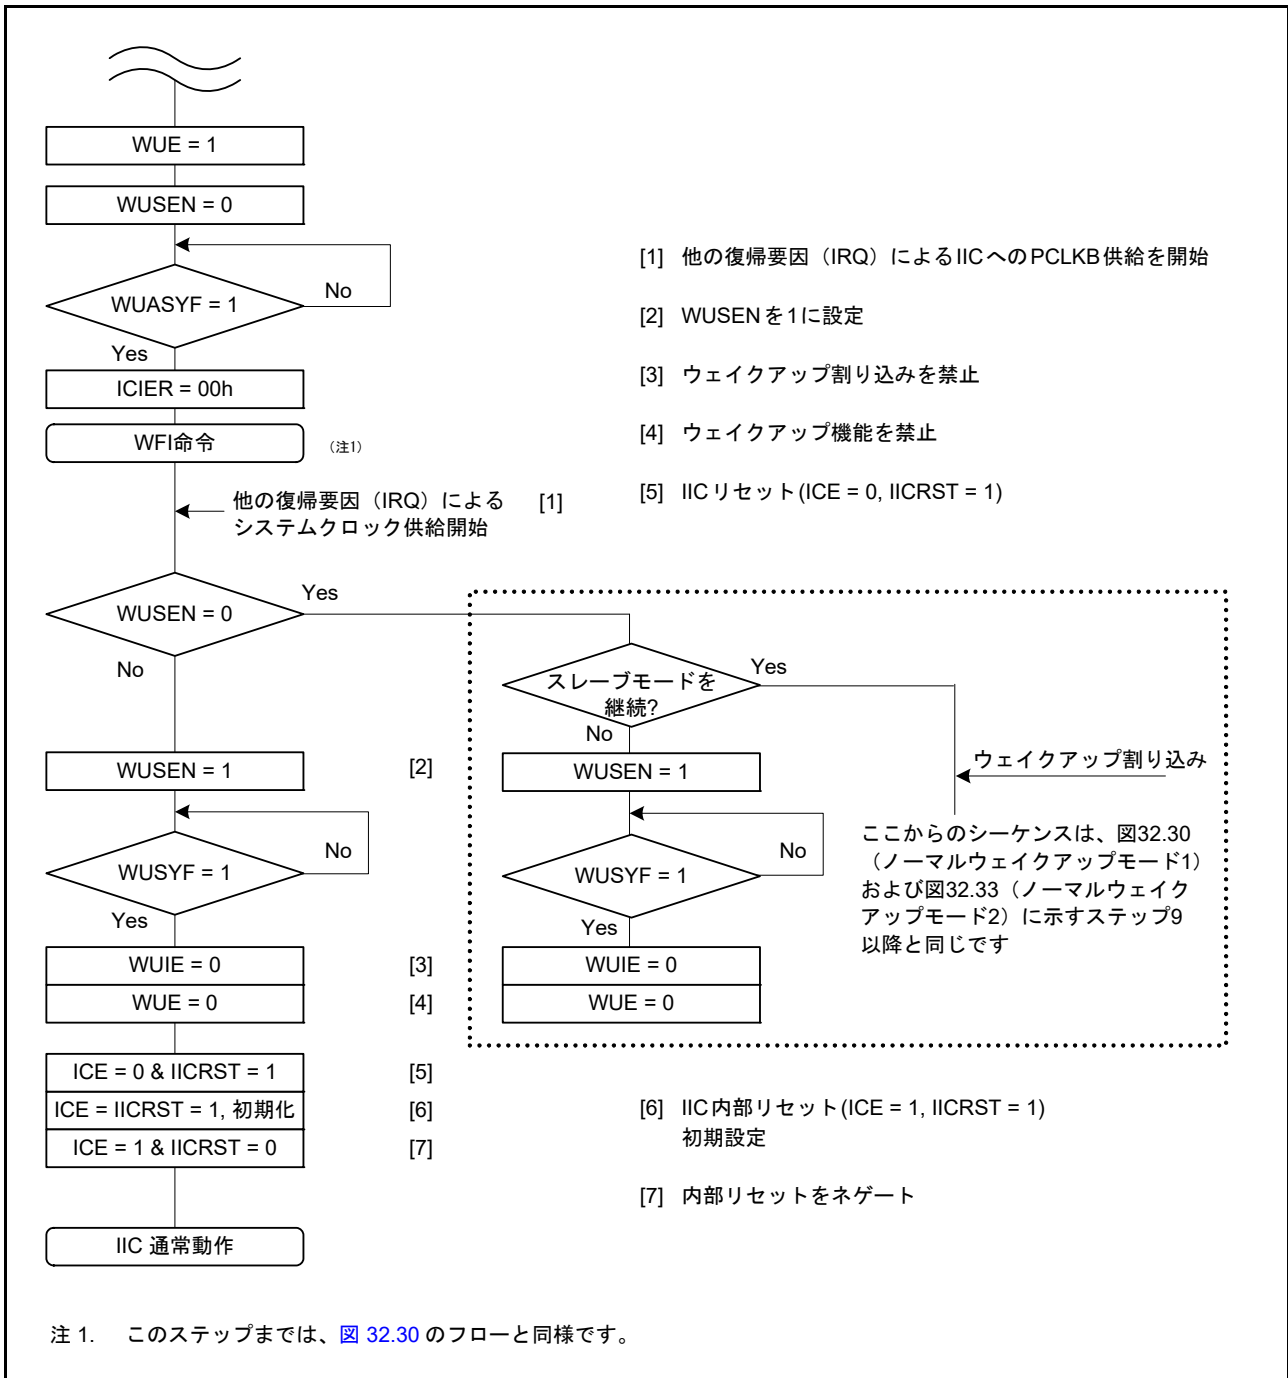 WUE = 1
WUSEN = 0
WUASYF = 1
No
Yes
ICIER = 00h
WFI命令
（注1）
他の復帰要因（IRQ）による
システムクロック供給開始
[1]
[1] 他の復帰要因（IRQ）によるIICへのPCLKB供給を開始
[2] WUSENを1に設定
[3] ウェイクアップ割り込みを禁止
[4] ウェイクアップ機能を禁止
[5] IICリセット(ICE = 0, IICRST = 1)
WUSEN = 0
Yes
No
スレーブモードを
継続?
Yes
No
WUSEN = 1
[2]
WUSYF = 1
No
Yes
WUIE = 0
[3]
WUE = 0
[4]
WUSEN = 1
WUSYF = 1
No
Yes
WUIE = 0
WUE = 0
ウェイクアップ割り込み
ここからのシーケンスは、図32.30
（ノーマルウェイクアップモード1）
および図32.33（ノーマルウェイク
アップモード2）に示すステップ9
以降と同じです
ICE = 0 & IICRST = 1
[5]
ICE = IICRST = 1, 初期化
[6]
ICE = 1 & IICRST = 0
[7]
[6] IIC内部リセット(ICE = 1, IICRST = 1)
初期設定
[7] 内部リセットをネゲート
IIC 通常動作
注 1. このステップまでは、図 32.30 のフローと同様です。